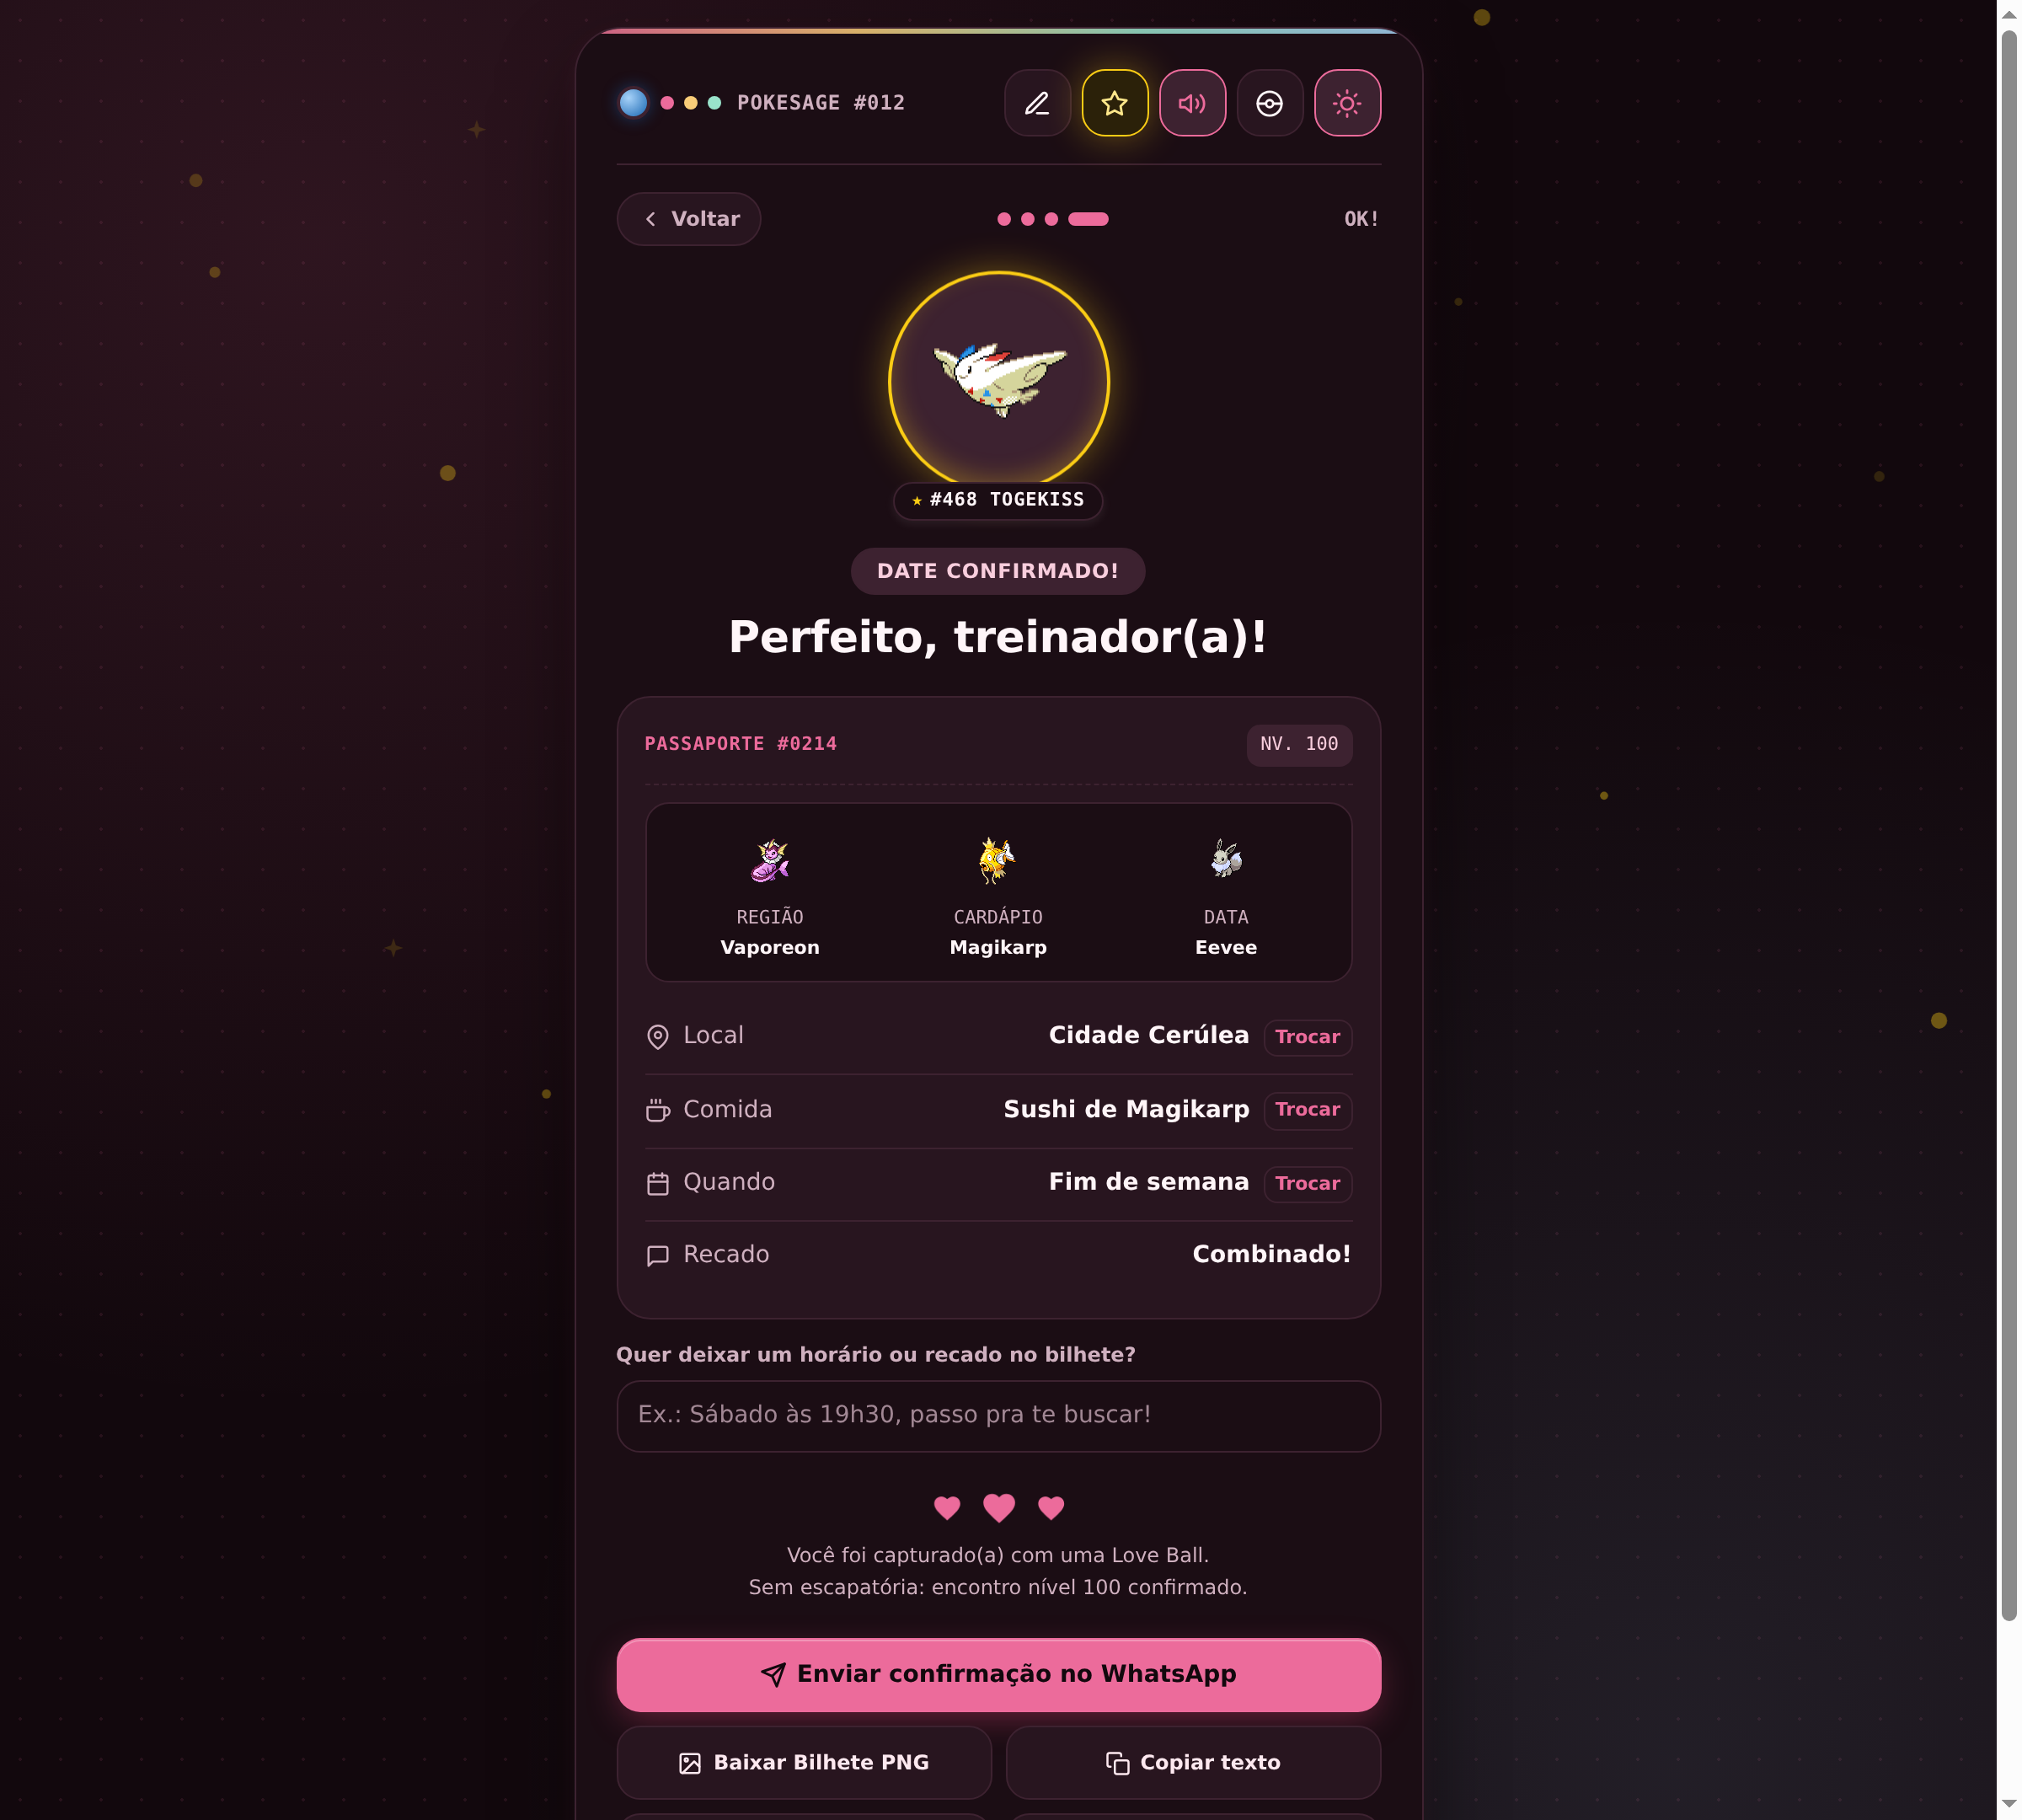 POKESAGE #012
Voltar
OK!
★ #468 TOGEKISS
DATE CONFIRMADO!
Perfeito, treinador(a)!
PASSAPORTE #0214
NV. 100
REGIÃO
Vaporeon
CARDÁPIO
Magikarp
DATA
Eevee
Local
Cidade Cerúlea
Trocar
Comida
Sushi de Magikarp
Trocar
Quando
Fim de semana
Trocar
Recado
Combinado!
Quer deixar um horário ou recado no bilhete?
Ex.: Sábado às 19h30, passo pra te buscar!
Você foi capturado(a) com uma Love Ball.
Sem escapatória: encontro nível 100 confirmado.
Enviar confirmação no WhatsApp
Baixar Bilhete PNG
Copiar texto